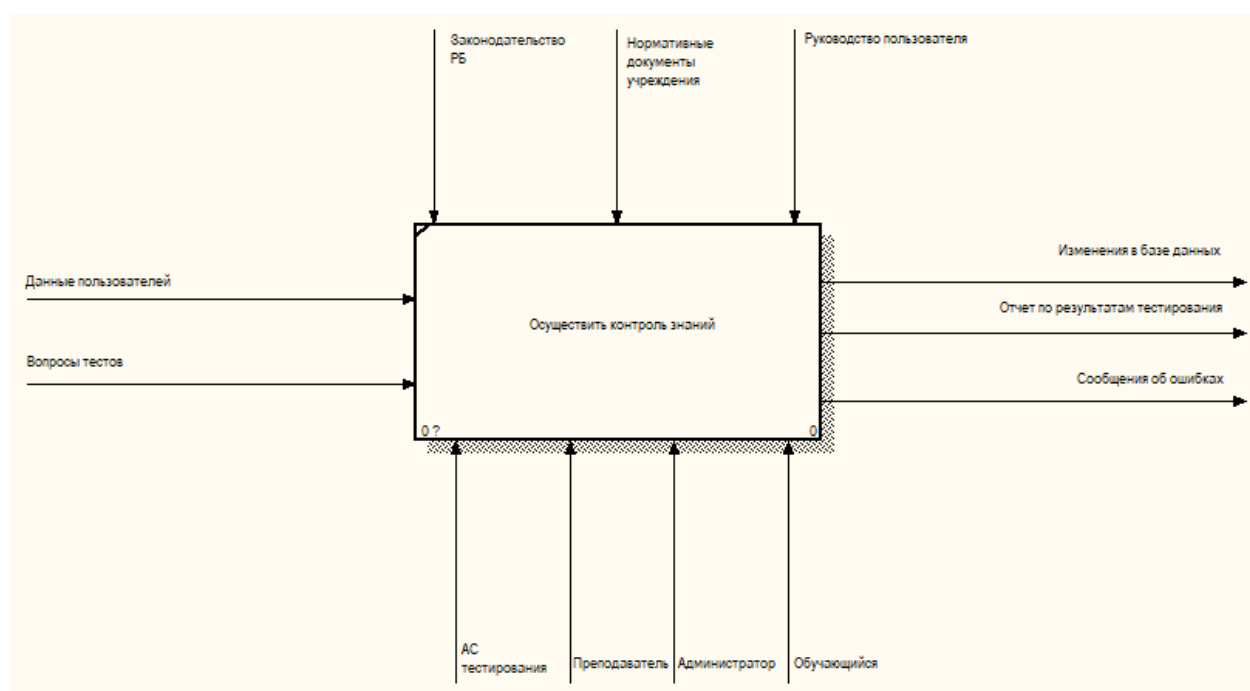 Законодательство
РБ
Нормативные
документы
учреждения
Руководство пользователя
Данные пользователей
Вопросы тестов
Осуществить контроль знаний
0 ?
0
Изменения в базе данных
Отчет по результатам тестирования
Сообщения об ошибках
АС
тестирования
Преподаватель
Администратор
Обучающийся